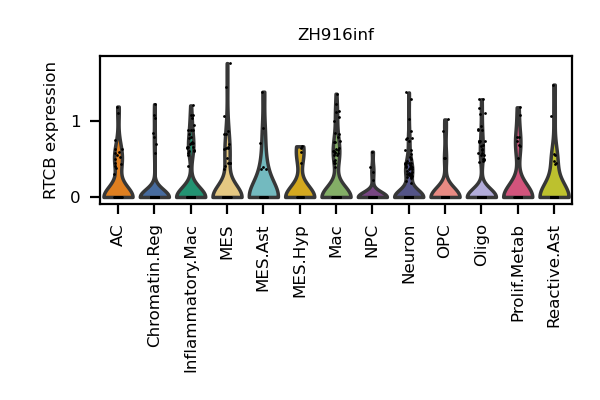 ZH916inf
RTCB expression
1
0
AC
Chromatin.Reg
Inflammatory.Mac
MES
MES.Ast
MES.Hyp
Mac
NPC
Neuron
OPC
Oligo
Prolif.Metab
Reactive.Ast